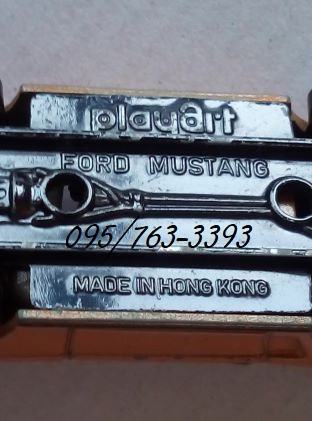 playart
FORD MUSTANG
095/763-3393
MADE IN HONG KONG